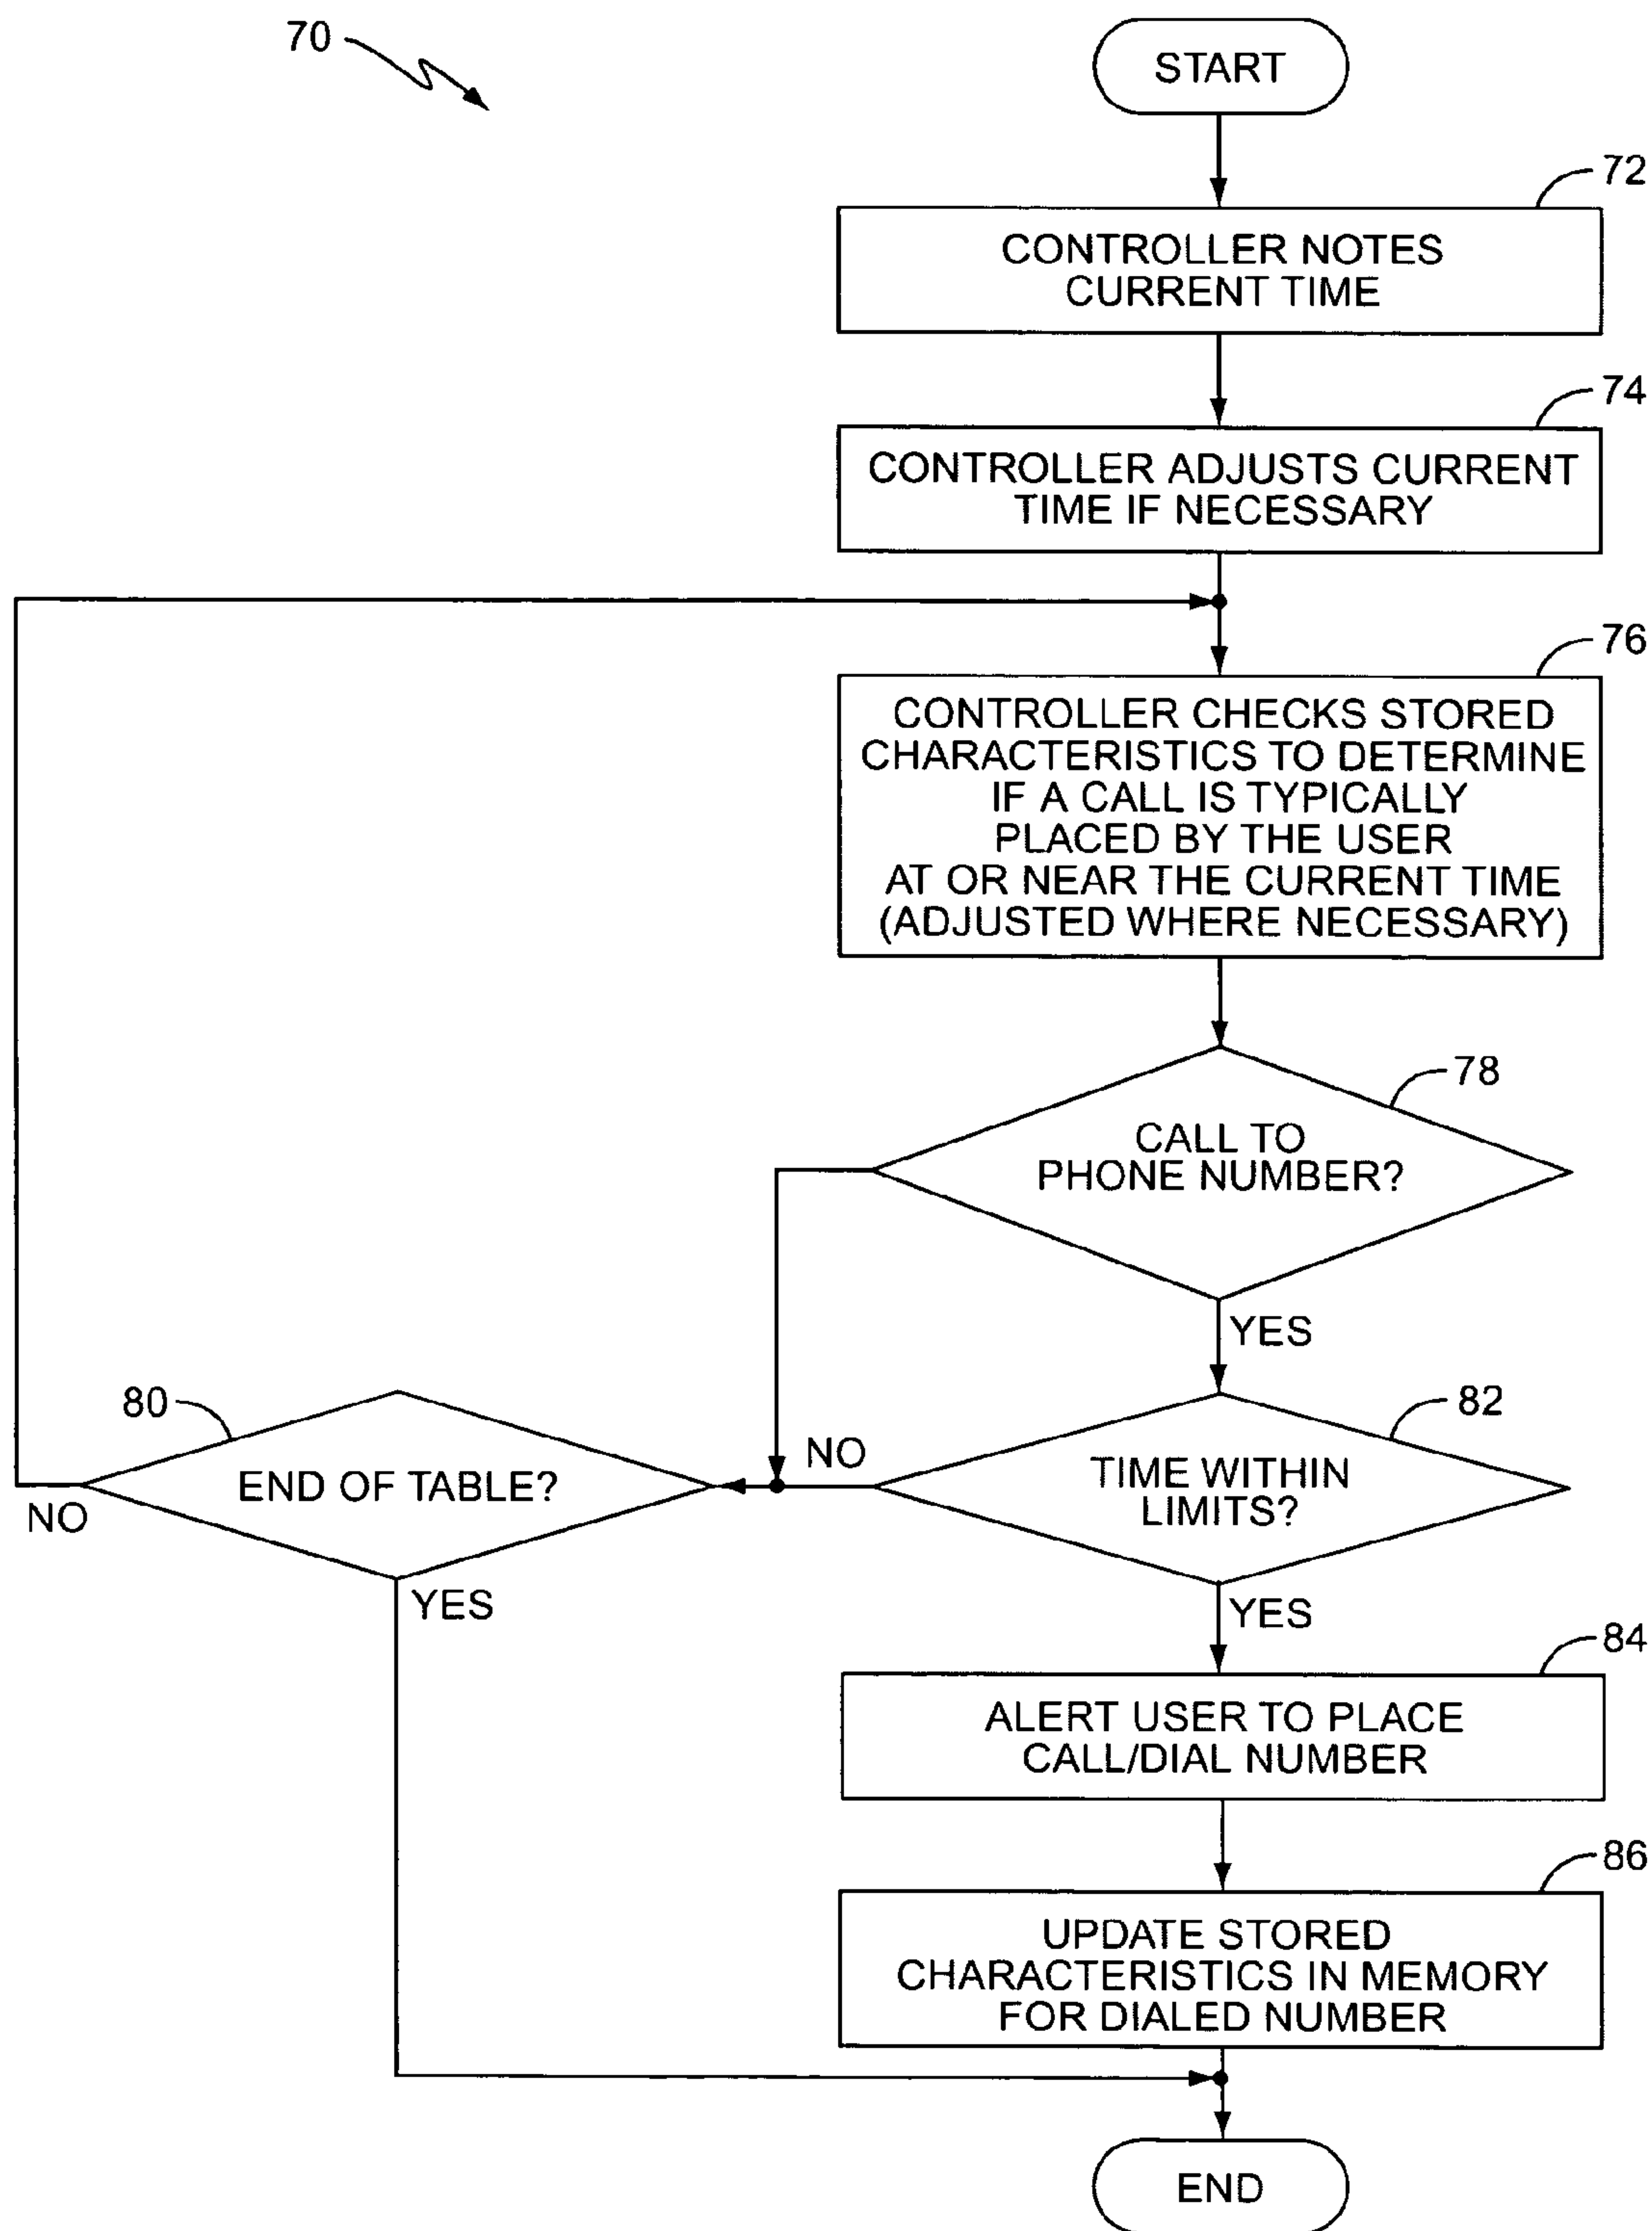 70
START
72
CONTROLLER NOTES
CURRENT TIME
74
CONTROLLER ADJUSTS CURRENT
TIME IF NECESSARY
76
CONTROLLER CHECKS STORED
CHARACTERISTICS TO DETERMINE
IF A CALL IS TYPICALLY
PLACED BY THE USER
AT OR NEAR THE CURRENT TIME
(ADJUSTED WHERE NECESSARY)
78
CALL TO
PHONE NUMBER?
YES
80
82
NO
END OF TABLE?
TIME WITHIN
LIMITS?
NO
YES
YES
84
ALERT USER TO PLACE
CALL/DIAL NUMBER
86
UPDATE STORED
CHARACTERISTICS IN MEMORY
FOR DIALED NUMBER
END